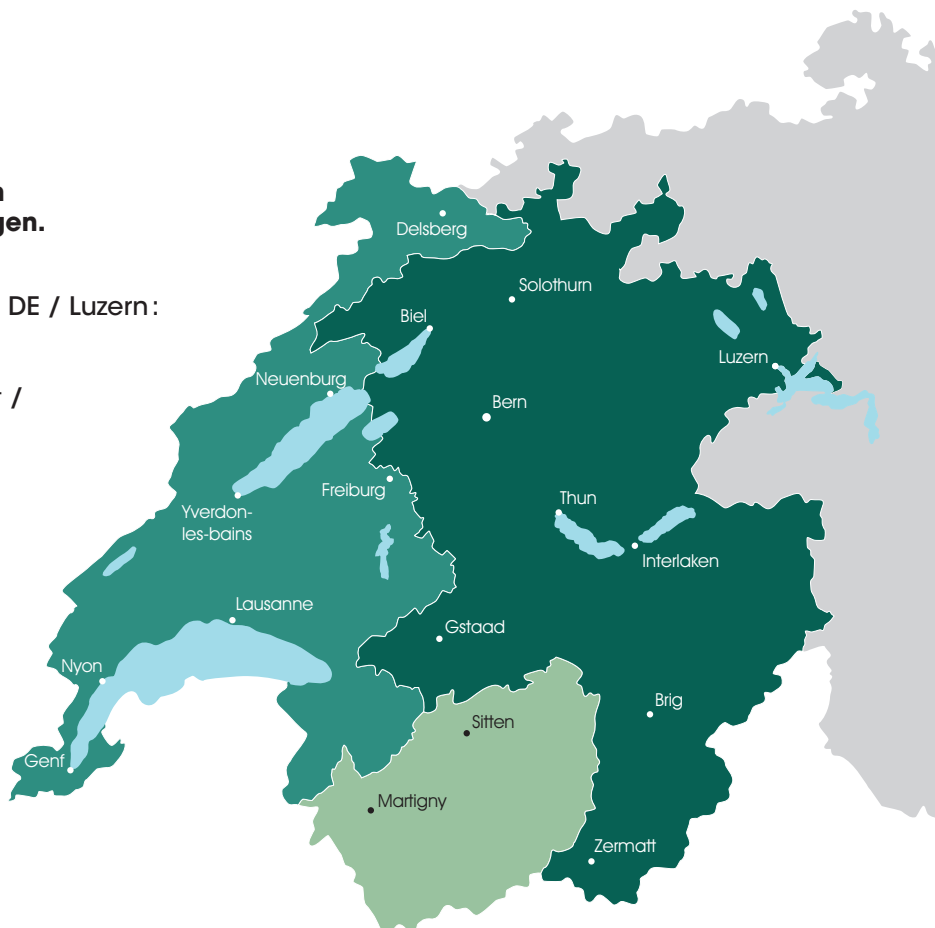 n
gen.
DE / Luzern :
r /
Delsberg
Solothurn
Biel
Luzern
Neuenburg
Bern
Freiburg
Thun
Yverdon-
les-bains
Interlaken
Lausanne
Gstaad
Nyon
Brig
Sitten
Genf
Martigny
Zermatt